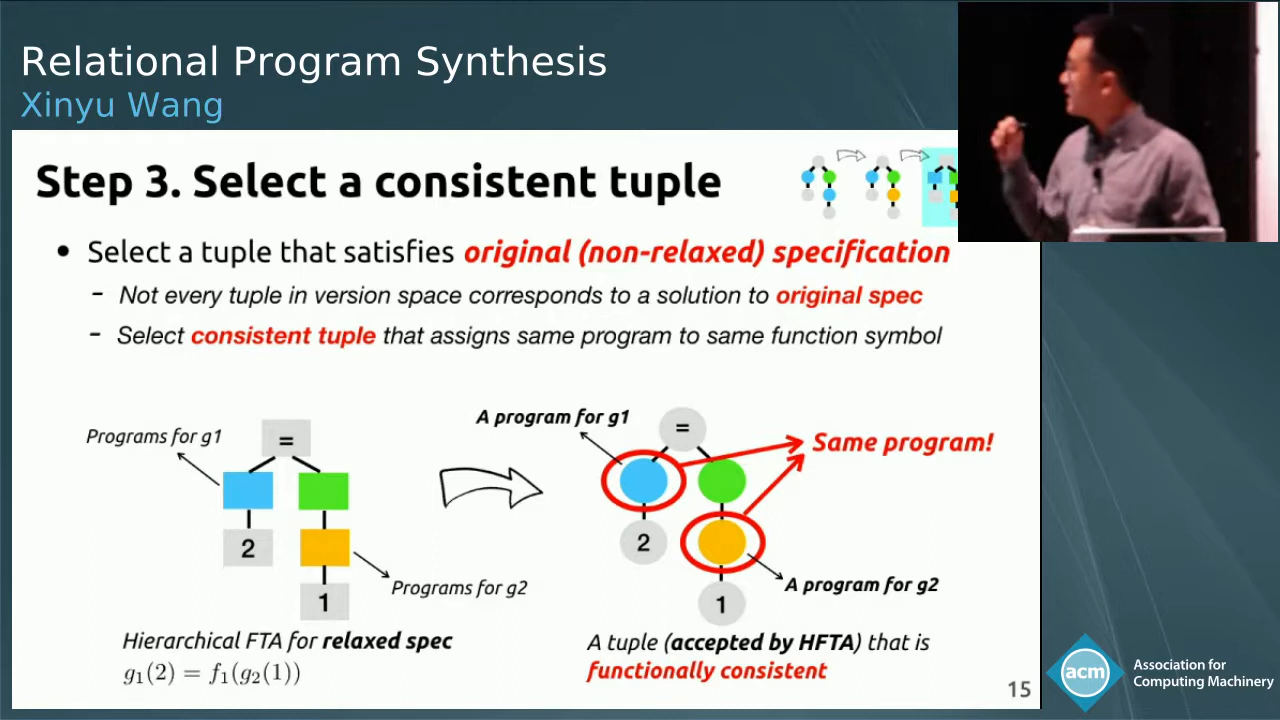 Relational Program Synthesis
Xinyu Wang
Step 3. Select a consistent tuple
• Select a tuple that satisfies original (non-relaxed) specification
- Not every tuple in version space corresponds to a solution to original spec
- Select consistent tuple that assigns same program to same function symbol
Programs for g1
=
2
1
Programs for g2
Hierarchical FTA for relaxed spec
g₁(2) = f₁(g₂(1))
A program for g1
=
Same program!
2
A program for g2
1
A tuple (accepted by HFTA) that is
functionally consistent
15
acm
Association for
Computing Machinery